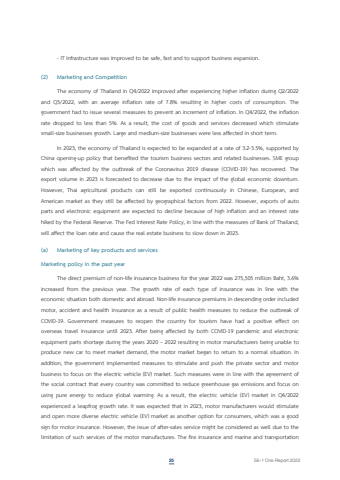 - IT Infrastructure was improved to be safe, fast and to support business expansion.
(2) Marketing and Competition
The economy of Thailand in Q4/2022 improved after experiencing higher inflation during Q2/2022
and Q3/2022, with an average inflation rate of 7.8% resulting in higher costs of consumption. The
government had to issue several measures to prevent an increment of inflation. In Q4/2022, the inflation
rate dropped to less than 5%. As a result, the cost of goods and services decreased which stimulate
small-size businesses growth. Large and medium-size businesses were less affected in short term.
In 2023, the economy of Thailand is expected to be expanded at a rate of 3.2-3.5%, supported by
China opening-up policy that benefited the tourism business sectors and related businesses. SME group
which was affected by the outbreak of the Coronavirus 2019 disease (COVID-19) has recovered. The
export volume in 2023 is forecasted to decrease due to the impact of the global economic downturn.
However, Thai agricultural products can still be exported continuously in Chinese, European, and
American market as they still be affected by geographical factors from 2022. However, exports of auto
parts and electronic equipment are expected to decline because of high inflation and an interest rate
hiked by the Federal Reserve. The Fed Interest Rate Policy, in line with the measures of Bank of Thailand,
will affect the loan rate and cause the real estate business to slow down in 2023.
(a) Marketing of key products and services
Marketing policy in the past year
The direct premium of non-life insurance business for the year 2022 was 275,505 million Baht, 3.6%
increased from the previous year. The growth rate of each type of insurance was in line with the
economic situation both domestic and abroad. Non-life insurance premiums in descending order included
motor, accident and health insurance as a result of public health measures to reduce the outbreak of
COVID-19. Government measures to reopen the country for tourism have had a positive effect on
overseas travel insurance until 2023. After being affected by both COVID-19 pandemic and electronic
equipment parts shortage during the years 2020 – 2022 resulting in motor manufacturers being unable to
produce new car to meet market demand, the motor market began to return to a normal situation. In
addition, the government implemented measures to stimulate and push the private sector and motor
business to focus on the electric vehicle (EV) market. Such measures were in line with the agreement of
the social contract that every country was committed to reduce greenhouse gas emissions and focus on
using pure energy to reduce global warming. As a result, the electric vehicle (EV) market in Q4/2022
experienced a leapfrog growth rate. It was expected that in 2023, motor manufacturers would stimulate
and open more diverse electric vehicle (EV) market as another option for consumers, which was a good
sign for motor insurance. However, the issue of after-sales service might be considered as well due to the
limitation of such services of the motor manufactures. The fire insurance and marine and transportation
35
56-1 One-Report 2022